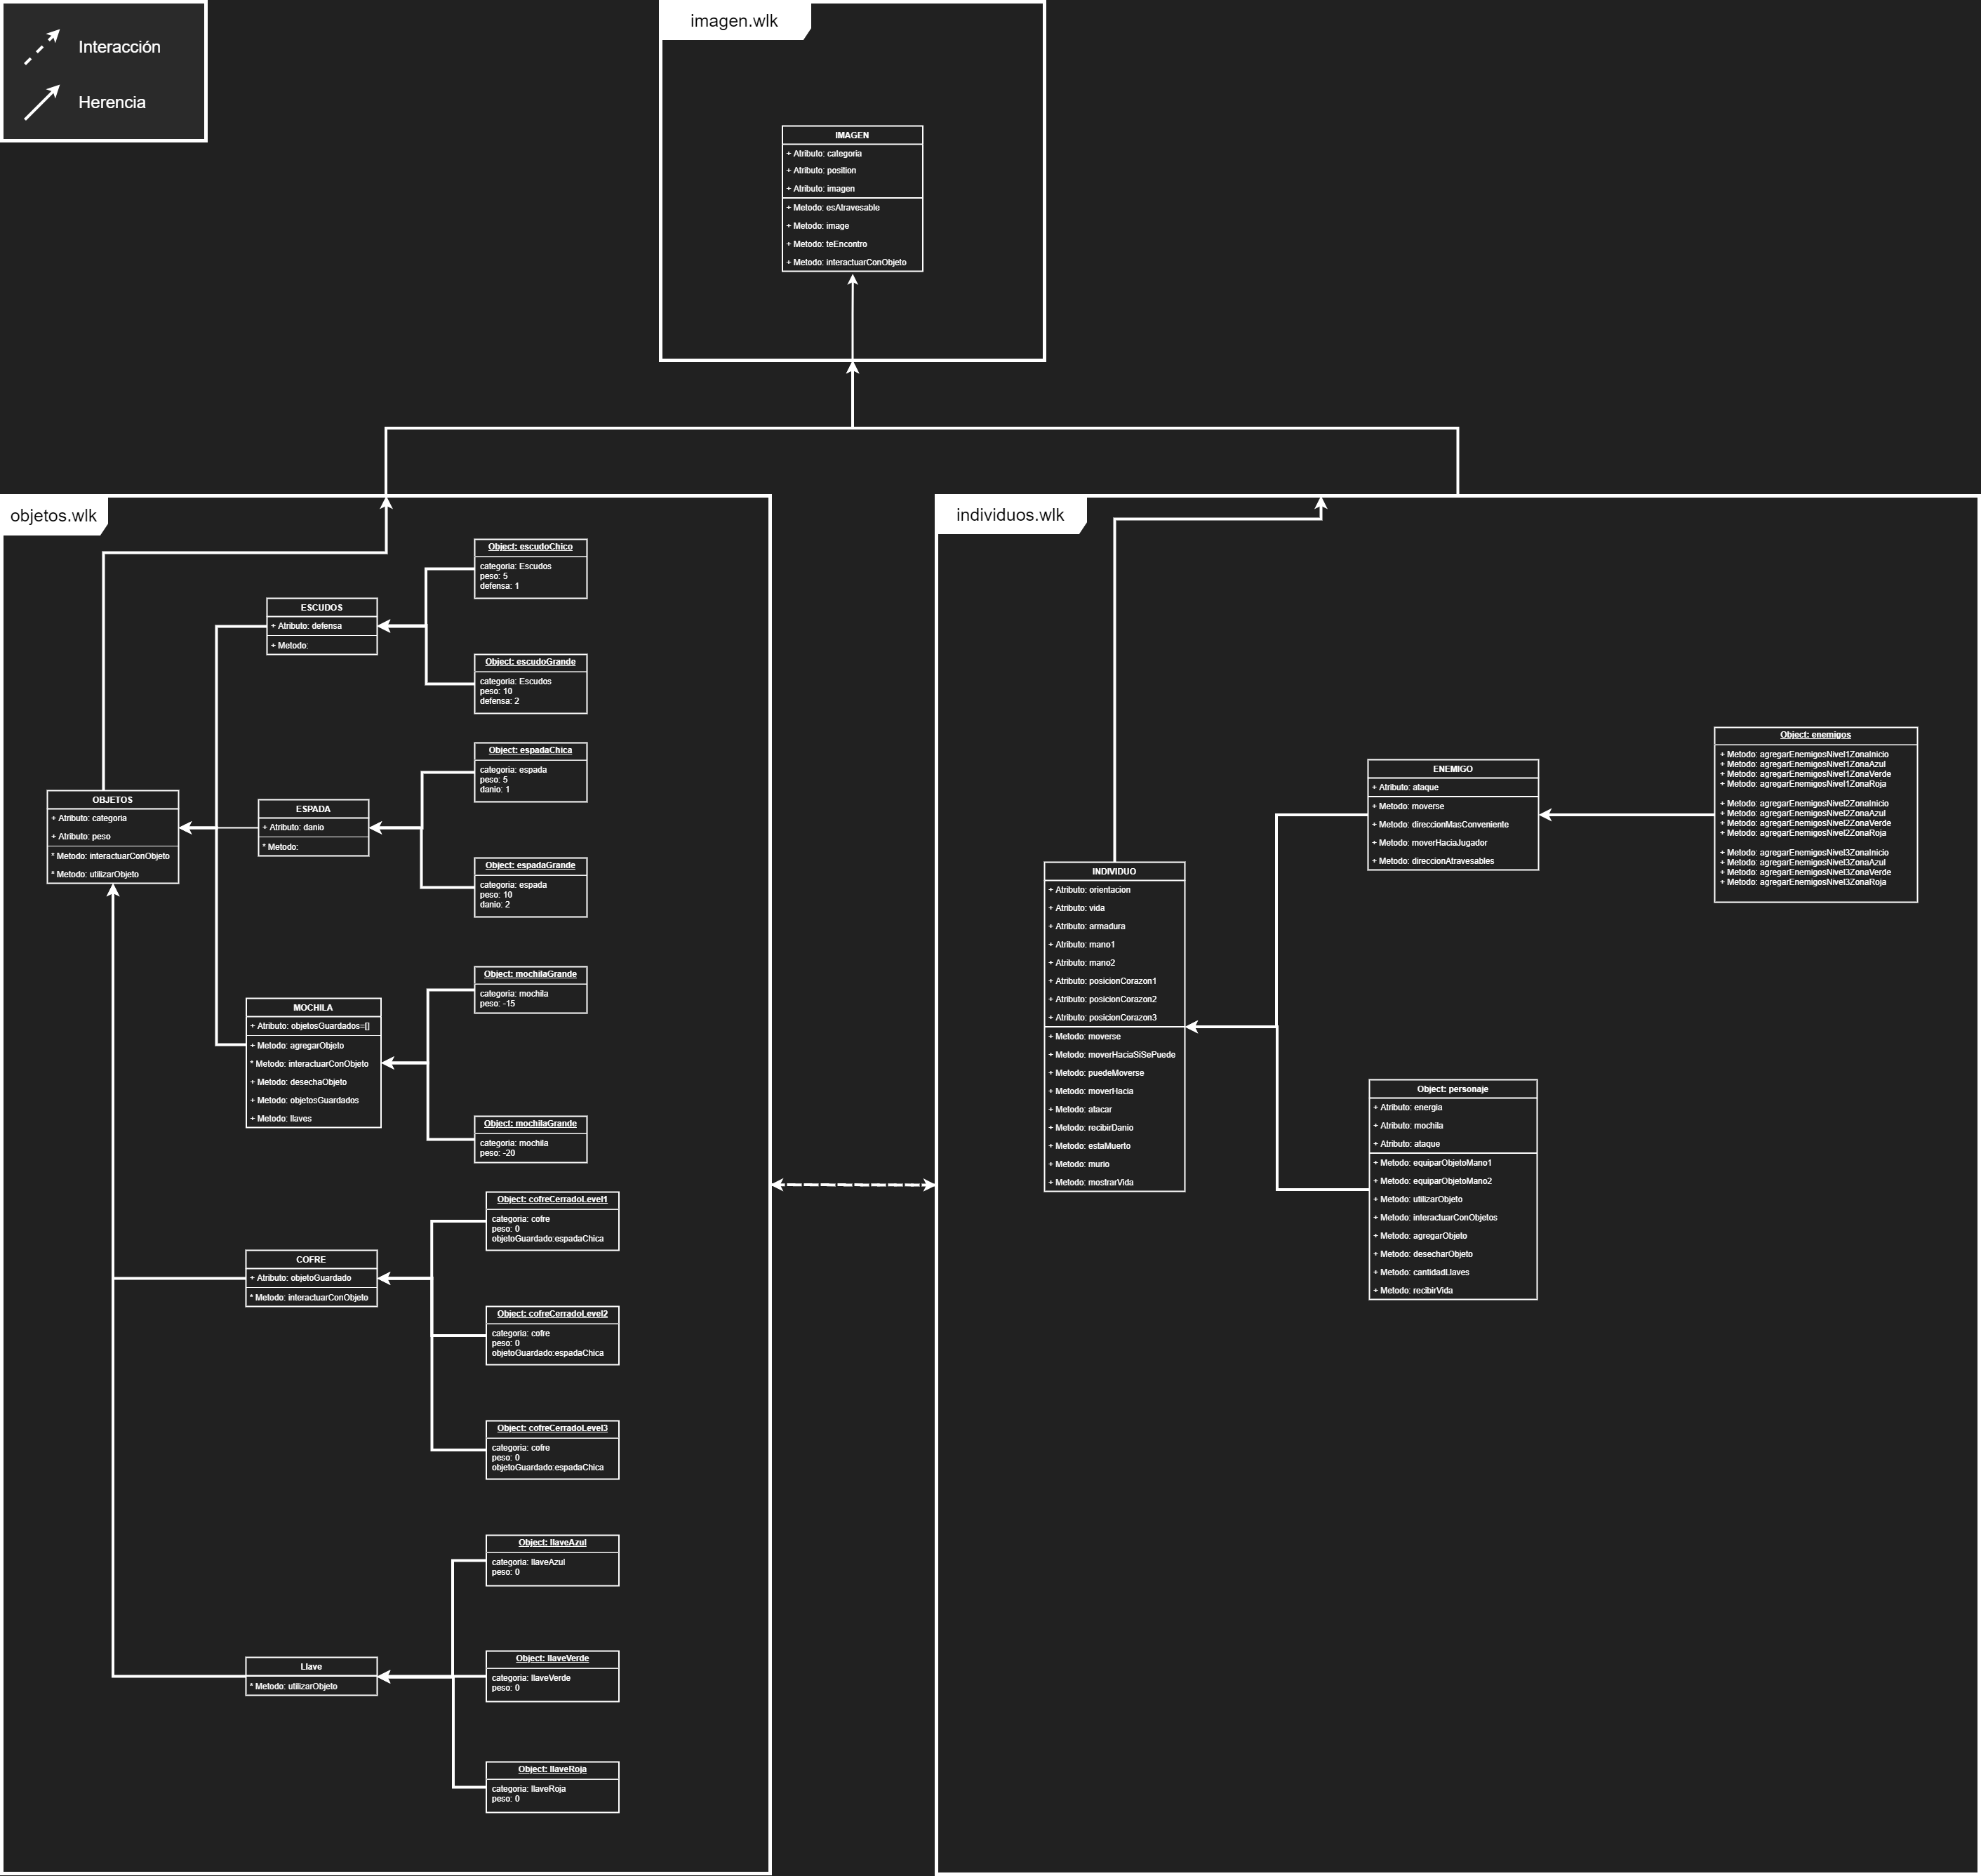 Interacción
Herencia
imagen.wlk
IMAGEN
+ Atributo: categoria
+ Atributo: position
+ Atributo: imagen
+ Metodo: esAtravesable
+ Metodo: image
+ Metodo: teEncontro
+ Metodo: interactuarConObjeto
objetos.wlk
OBJETOS
+ Atributo: categoria
+ Atributo: peso
* Metodo: interactuarConObjeto
* Metodo: utilizarObjeto
ESCUDOS
+ Atributo: defensa
+ Metodo:
Object: escudoChico
categoria: Escudos
peso: 5
defensa: 1
Object: escudoGrande
categoria: Escudos
peso: 10
defensa: 2
ESPADA
+ Atributo: danio
* Metodo:
Object: espadaChica
categoria: espada
peso: 5
danio: 1
Object: espadaGrande
categoria: espada
peso: 10
danio: 2
MOCHILA
+ Atributo: objetosGuardados=[]
+ Metodo: agregarObjeto
* Metodo: interactuarConObjeto
+ Metodo: desechaObjeto
+ Metodo: objetosGuardados
+ Metodo: llaves
Object: mochilaGrande
categoria: mochila
peso: -15
Object: mochilaGrande
categoria: mochila
peso: -20
COFRE
+ Atributo: objetoGuardado
* Metodo: interactuarConObjeto
Object: cofreCerradoLevel1
categoria: cofre
peso: 0
objetoGuardado:espadaChica
Object: cofreCerradoLevel2
categoria: cofre
peso: 0
objetoGuardado:espadaChica
Object: cofreCerradoLevel3
categoria: cofre
peso: 0
objetoGuardado:espadaChica
Llave
* Metodo: utilizarObjeto
Object: llaveAzul
categoria: llaveAzul
peso: 0
Object: llaveVerde
categoria: llaveVerde
peso: 0
Object: llaveRoja
categoria: llaveRoja
peso: 0
individuos.wlk
INDIVIDUO
+ Atributo: orientacion
+ Atributo: vida
+ Atributo: armadura
+ Atributo: mano1
+ Atributo: mano2
+ Atributo: posicionCorazon1
+ Atributo: posicionCorazon2
+ Atributo: posicionCorazon3
+ Metodo: moverse
+ Metodo: moverHaciaSiSePuede
+ Metodo: puedeMoverse
+ Metodo: moverHacia
+ Metodo: atacar
+ Metodo: recibirDanio
+ Metodo: estaMuerto
+ Metodo: murio
+ Metodo: mostrarVida
ENEMIGO
+ Atributo: ataque
+ Metodo: moverse
+ Metodo: direccionMasConveniente
+ Metodo: moverHaciaJugador
+ Metodo: direccionAtravesables
Object: enemigos
+ Metodo: agregarEnemigosNivel1ZonaInicio
+ Metodo: agregarEnemigosNivel1ZonaAzul
+ Metodo: agregarEnemigosNivel1ZonaVerde
+ Metodo: agregarEnemigosNivel1ZonaRoja
+ Metodo: agregarEnemigosNivel2ZonaInicio
+ Metodo: agregarEnemigosNivel2ZonaAzul
+ Metodo: agregarEnemigosNivel2ZonaVerde
+ Metodo: agregarEnemigosNivel2ZonaRoja
+ Metodo: agregarEnemigosNivel3ZonaInicio
+ Metodo: agregarEnemigosNivel3ZonaAzul
+ Metodo: agregarEnemigosNivel3ZonaVerde
+ Metodo: agregarEnemigosNivel3ZonaRoja
Object: personaje
+ Atributo: energia
+ Atributo: mochila
+ Atributo: ataque
+ Metodo: equiparObjetoMano1
+ Metodo: equiparObjetoMano2
+ Metodo: utilizarObjeto
+ Metodo: interactuarConObjetos
+ Metodo: agregarObjeto
+ Metodo: desecharObjeto
+ Metodo: cantidadLlaves
+ Metodo: recibirVida